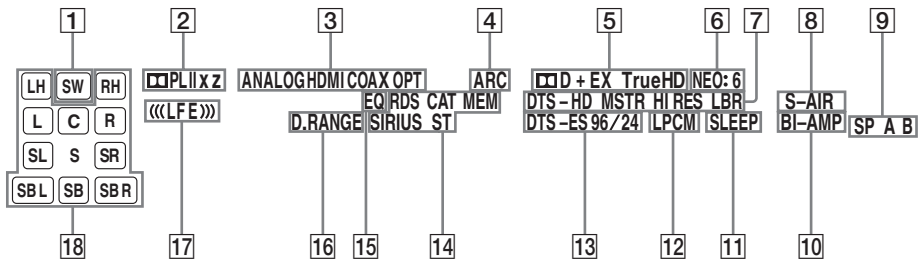 1 2 3 4 5 6 7 8 9
LH SW RH
L C R
SL S SR
SBL SB SBR
PLIIxz
(((LFE)))
ANALOG HDMI COAX OPT ARC
EQ RDS CAT MEM
D.RANGE SIRIUS ST
D+EX TrueHD NEO:6
DTS-HD MSTR HI RES LBR
DTS-ES 96/24 LPCM SLEEP
S-AIR
BI-AMP
SP A B
18 17 16 15 14 13 12 11 10